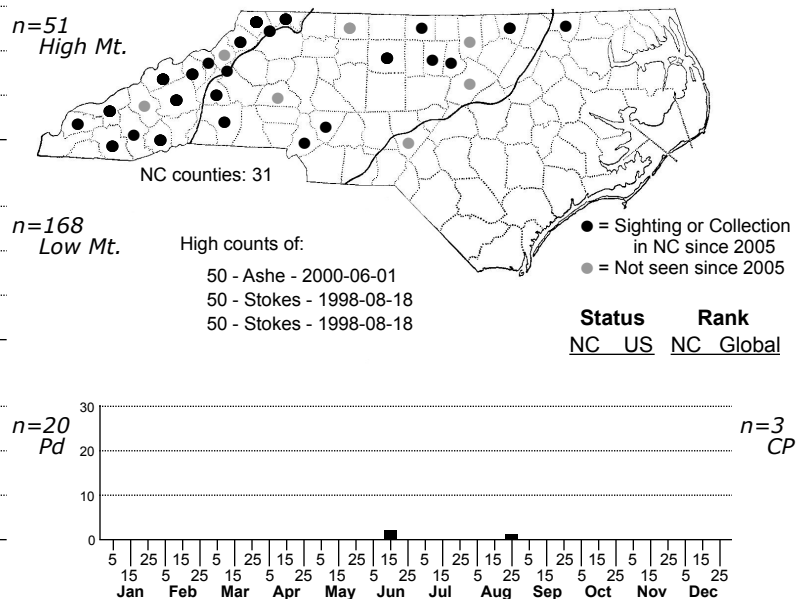 n=51
High Mt.
NC counties: 31
n=168
Low Mt.
High counts of:
50 - Ashe - 2000-06-01
50 - Stokes - 1998-08-18
50 - Stokes - 1998-08-18
= Sighting or Collection
in NC since 2005
= Not seen since 2005
Status Rank
NC US NC Global
n=20
Pd
n=3
CP
30
20
10
0
5 25 15 5 25 15 5 25 15 5 25 15 5 25 15 5 25 15
15 5 25 15 5 25 15 5 25 15 5 25 15 5 25 15 5 25
Jan Feb Mar Apr May Jun Jul Aug Sep Oct Nov Dec